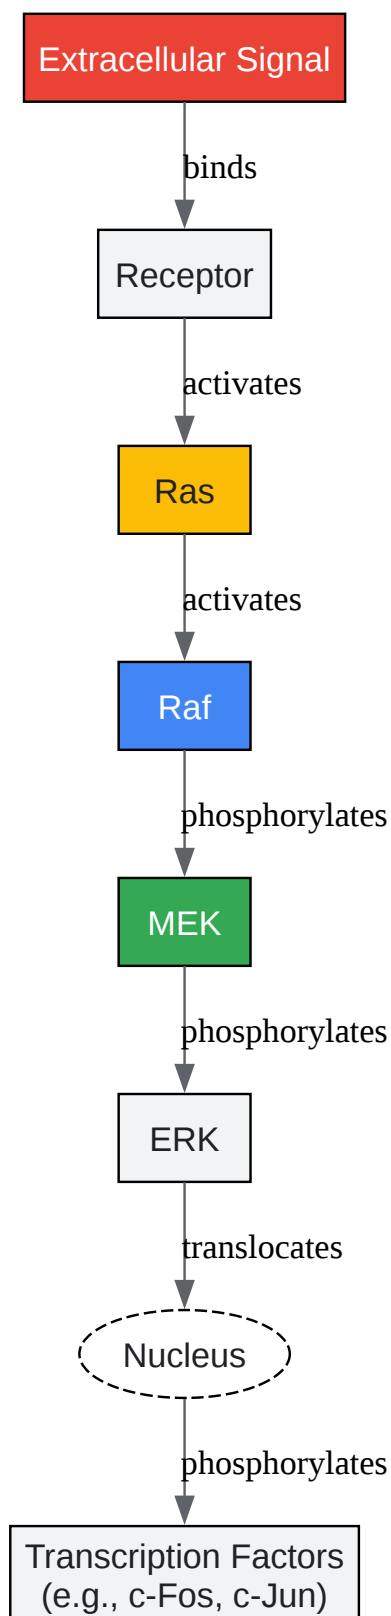 Extracellular Signal
binds
Receptor
activates
Ras
activates
Raf
phosphorylates
MEK
phosphorylates
ERK
translocates
Nucleus
phosphorylates
Transcription Factors
(e.g., c-Fos, c-Jun)